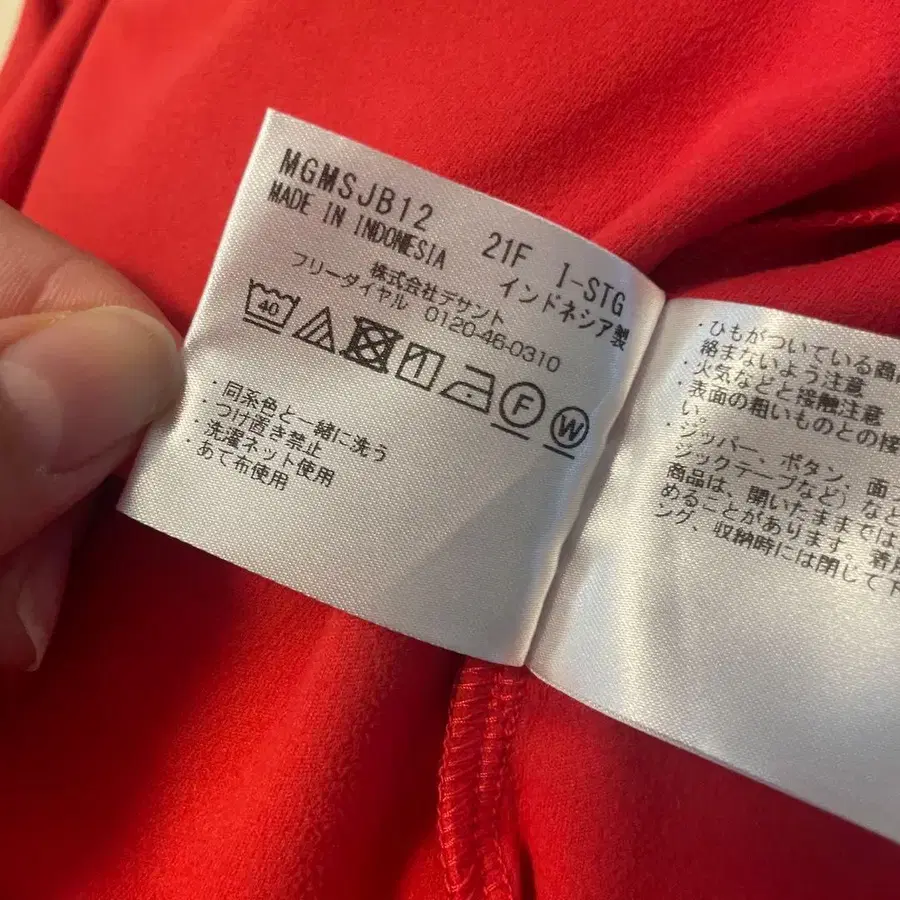 MGMSJB12 21F I-STG
MADE IN INDONESIA インドネシア製
株式会社デサント
フリーダイヤル 0120-46-0310
40
F
W
・同系色と一緒に洗う
・つけ置き禁止
・洗濯ネット使用
あて布使用
・ひもがついている商
絡まないよう注意
・火気などと接触注意
・表面の粗いものとの接
い。
・ジッパー、ボタン、面
ジックテープなど）など
商品は、開いたままでは
めることがあります。着用
ング、収納時には閉じて下